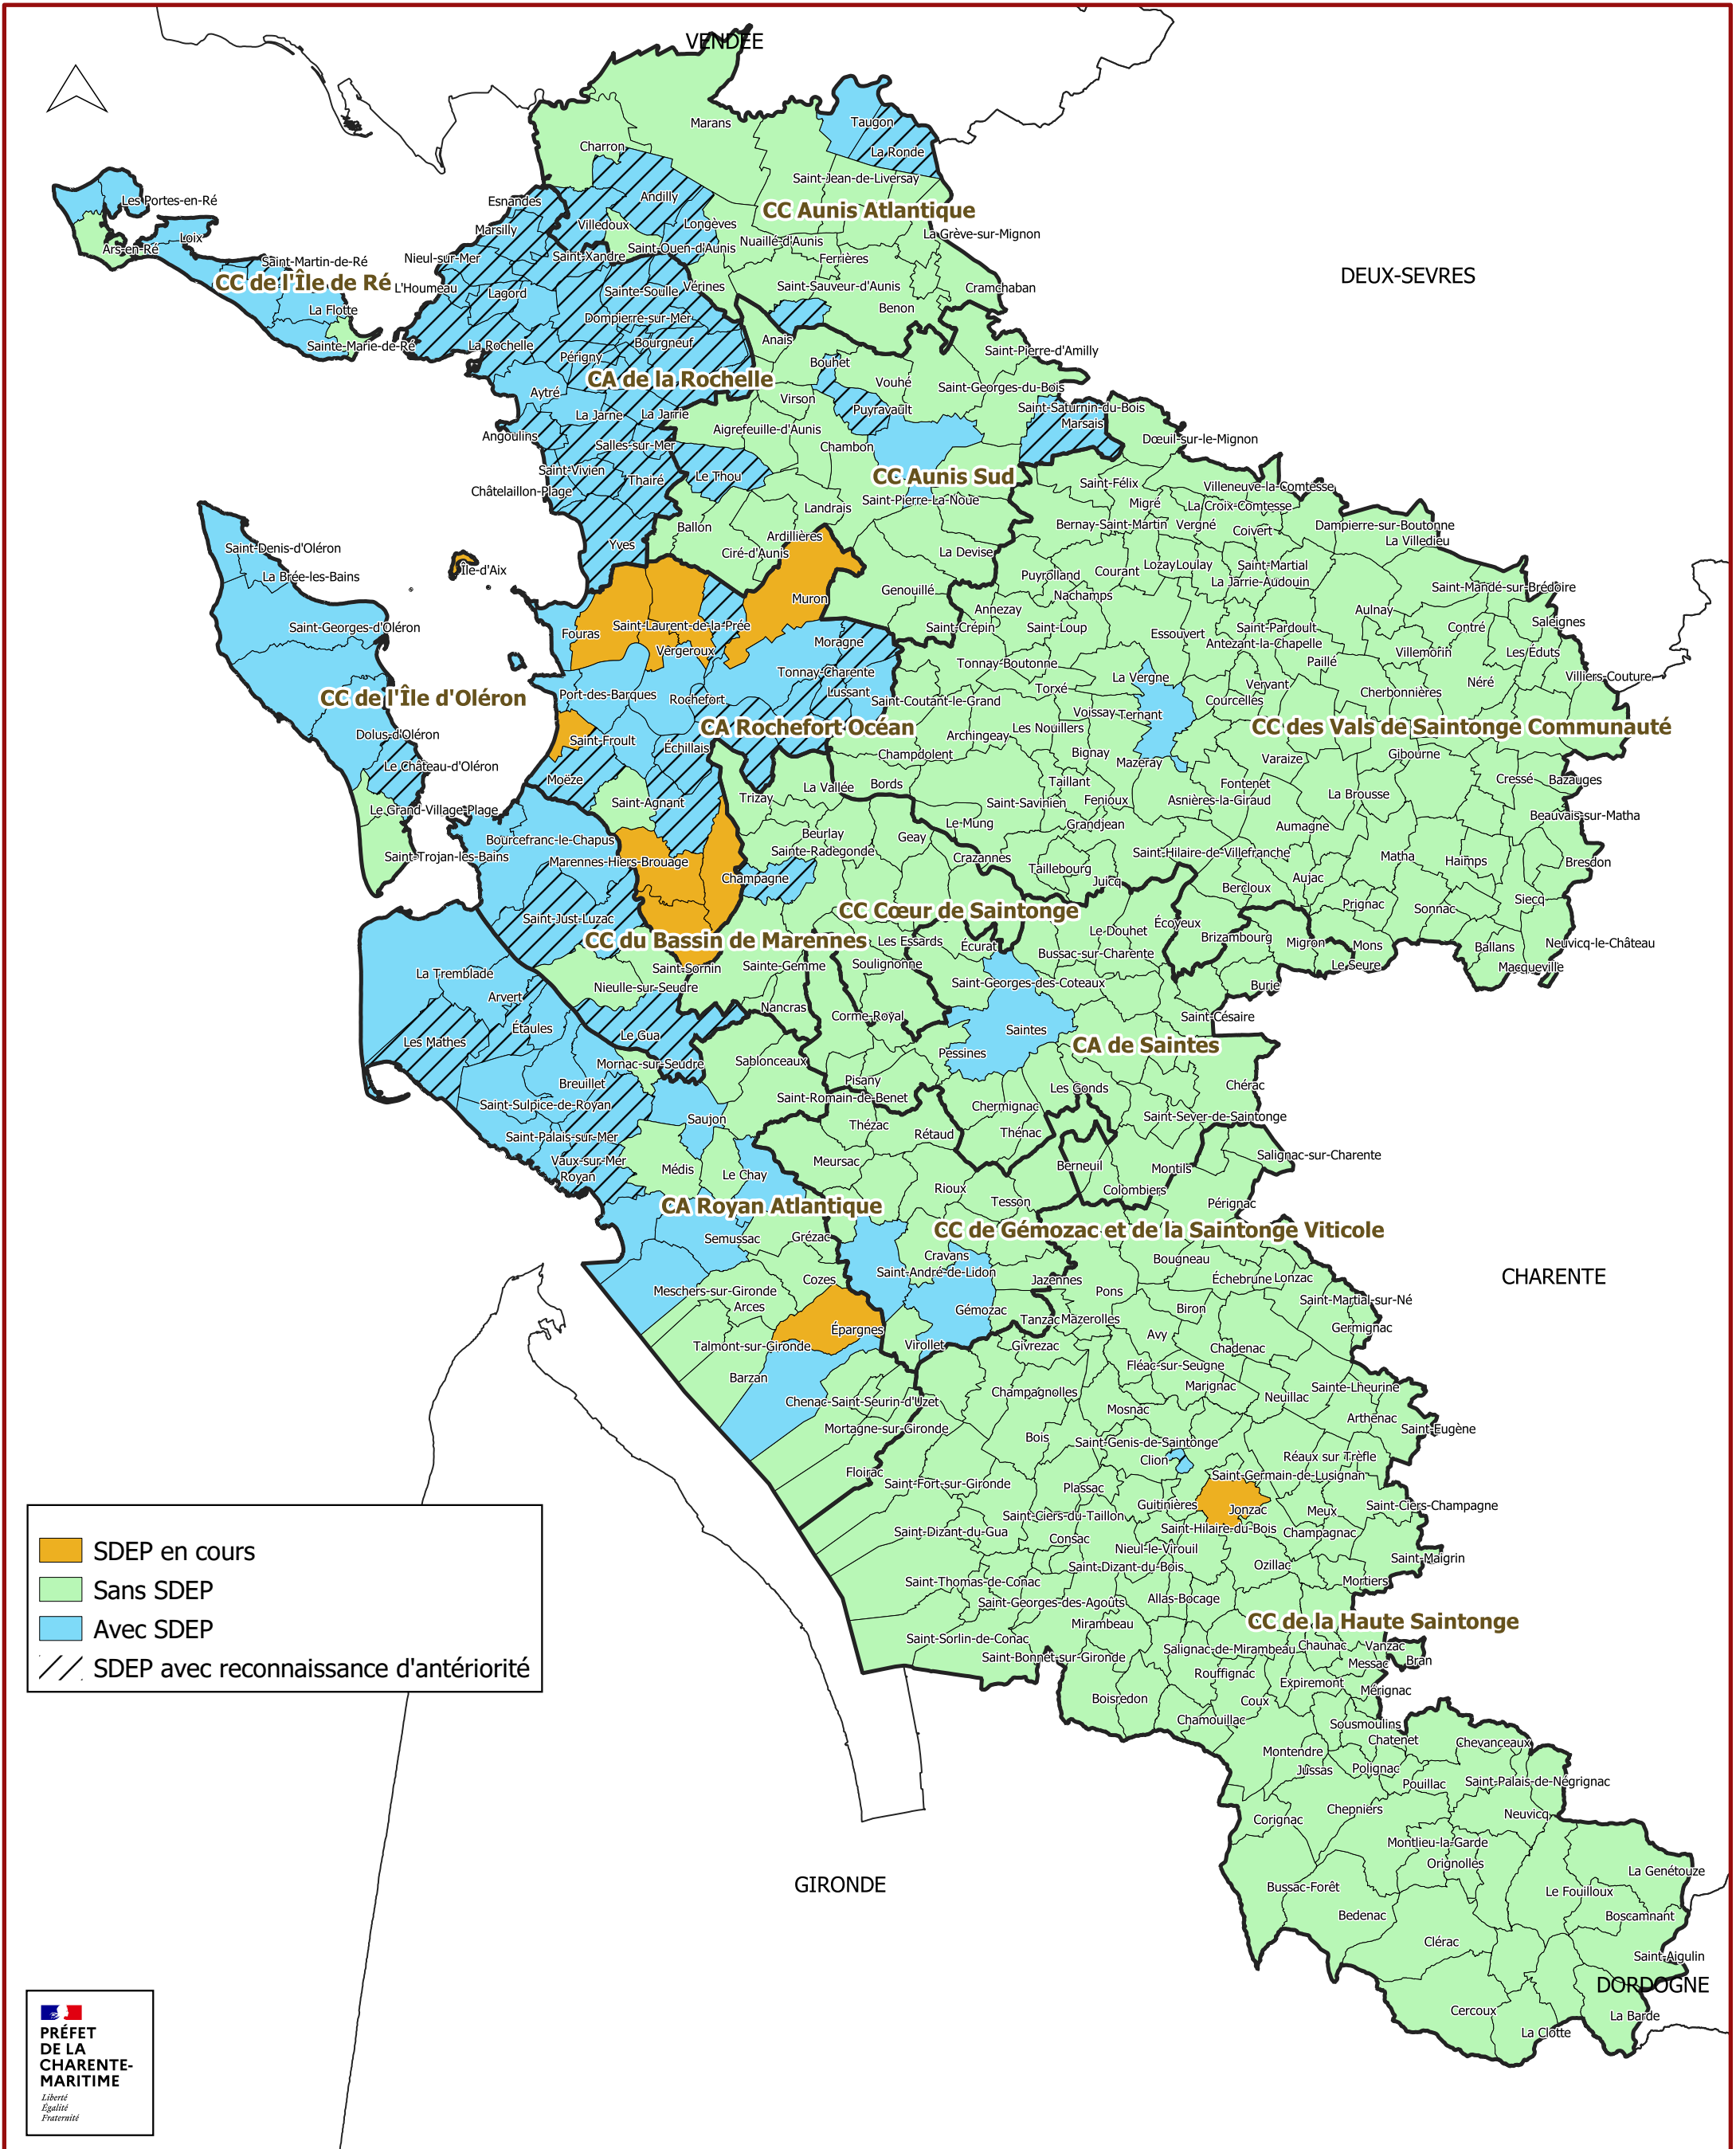 VENDEE
Marans
Taugon
Charron
La Ronde
Saint-Jean-de-Liversay
Les Portes-en-Ré
Esnandes
Andilly
CC Aunis Atlantique
Marsilly
Villedoux
Longèves
La Grève-sur-Mignon
Loix
Ars-en-Ré
Saint-Ouen-d'Aunis
Nuaillé-d'Aunis
Saint-Martin-de-Ré
Nieul-sur-Mer
Saint-Xandre
Ferrières
DEUX-SEVRES
CC de l'Île de Ré
L'Houmeau
Lagord
Sainte-Soulle
Vérines
Saint-Sauveur-d'Aunis
Cramchaban
La Flotte
Dompierre-sur-Mer
Benon
Sainte-Marie-de-Ré
La Rochelle
Bourgneuf
Anais
Périgny
Saint-Pierre-d'Amilly
Bouhet
CA de la Rochelle
Vouhé
Saint-Georges-du-Bois
Aytré
Virson
La Jarne
La Jarrie
Puyravault
Saint-Saturnin-du-Bois
Marsais
Angoulins
Aigrefeuille-d'Aunis
Salles-sur-Mer
Chambon
Dœuil-sur-le-Mignon
Saint-Vivien
Thairé
Le Thou
CC Aunis Sud
Châtelaillon-Plage
Saint-Félix
Villeneuve-la-Comtesse
Saint-Pierre-La-Noue
Migré
La Croix-Comtesse
Landrais
Ballon
Bernay-Saint-Martin
Vergné
Coivert
Dampierre-sur-Boutonne
Ardillières
La Villedieu
Yves
Ciré-d'Aunis
La Devise
Saint-Denis-d'Oléron
Île-d'Aix
Puyrolland
Courant
Lozay
Loulay
Saint-Martial
La Brée-les-Bains
La Jarrie-Audouin
Genouillé
Nachamps
Saint-Mandé-sur-Brédoire
Muron
Annezay
Aulnay
Saint-Georges-d'Oléron
Fouras
Saint-Laurent-de-la-Prée
Saint-Crépin
Saint-Loup
Essouvert
Saint-Pardoult
Contré
Saleignes
Vergeroux
Moragne
Antezant-la-Chapelle
Villemorin
Les Éduts
Tonnay-Boutonne
Paillé
Tonnay-Charente
La Vergne
Villiers-Couture
CC de l'Île d'Oléron
Port-des-Barques
Rochefort
Lussant
Saint-Coutant-le-Grand
Torxé
Vervant
Cherbonnières
Néré
Courcelles
Voissay
Ternant
CA Rochefort Océan
CC des Vals de Saintonge Communauté
Dolus-d'Oléron
Saint-Froult
Échillais
Archingeay
Les Nouillers
Champdolent
Bignay
Mazeray
Varaize
Gibourne
Le Château-d'Oléron
Moëze
Trizay
La Vallée
Bords
Taillant
Fontenet
Cressé
Bazauges
Saint-Agnant
Saint-Savinien
Fenioux
Asnières-la-Giraud
La Brousse
Le Grand-Village-Plage
Beauvais-sur-Matha
Bourcefranc-le-Chapus
Beurlay
Geay
Le-Mung
Grandjean
Aumagne
Saint-Trojan-les-Bains
Marennes-Hiers-Brouage
Sainte-Radegonde
Crazannes
Saint-Hilaire-de-Villefranche
Matha
Haimps
Bresdon
Champagne
Taillebourg
Juicq
Aujac
Bercloux
Saint-Just-Luzac
CC Cœur de Saintonge
Prignac
Sonnac
Siecq
Écoyeux
Le-Douhet
CC du Bassin de Marennes
Les Essards
Écurat
Brizambourg
Migron
Mons
Ballans
Neuvicq-le-Château
Bussac-sur-Charente
Le Seure
Macqueville
La Tremblade
Saint-Sornin
Sainte-Gemme
Soulignonne
Nieulle-sur-Seudre
Saint-Georges-des-Coteaux
Burie
Arvert
Nancras
Corme-Royal
Saint-Césaire
Étaules
Le Gua
Saintes
CA de Saintes
Les Mathes
Pessines
Mornac-sur-Seudre
Sablonceaux
Breuillet
Pisany
Les Gonds
Chérac
Saint-Sulpice-de-Royan
Saint-Romain-de-Benet
Chermignac
Saujon
Saint-Sever-de-Saintonge
Saint-Palais-sur-Mer
Thézac
Rétaud
Thénac
Vaux-sur-Mer
Royan
Médis
Le Chay
Meursac
Berneuil
Montils
Salignac-sur-Charente
Rioux
Colombiers
CA Royan Atlantique
Tesson
Pérignac
CC de Gémozac et de la Saintonge Viticole
Semussac
Grézac
Cravans
Bougneau
Saint-André-de-Lidon
Cozes
Jazennes
Échebrune
Lonzac
CHARENTE
Meschers-sur-Gironde
Pons
Arces
Gémozac
Biron
Saint-Martial-sur-Né
Épargnes
Tanzac
Mazerolles
Germignac
Talmont-sur-Gironde
Virollet
Givrezac
Avy
Chadenac
Barzan
Fléac-sur-Seugne
Champagnolles
Marignac
Neuillac
Sainte-Lheurine
Chenac-Saint-Seurin-d'Uzet
Mosnac
Arthénac
Saint-Eugène
Mortagne-sur-Gironde
Bois
Saint-Genis-de-Saintonge
Clion
Réaux sur Trèfle
Floirac
Saint-Germain-de-Lusignan
Saint-Fort-sur-Gironde
Plassac
Guitinières
Jonzac
Meux
Saint-Ciers-Champagne
Saint-Ciers-du-Taillon
Saint-Dizant-du-Gua
Saint-Hilaire-du-Bois
Champagnac
Consac
Nieul-le-Virouil
SDEP en cours
Saint-Dizant-du-Bois
Ozillac
Saint-Maigrin
Saint-Thomas-de-Conac
Mortiers
Sans SDEP
Saint-Georges-des-Agoûts
Allas-Bocage
Avec SDEP
Mirambeau
CC de la Haute Saintonge
Saint-Sorlin-de-Conac
Salignac-de-Mirambeau
Chaunac
Vanzac
SDEP avec reconnaissance d'antériorité
Saint-Bonnet-sur-Gironde
Rouffignac
Messac
Bran
Expiremont
Mérignac
Boisredon
Coux
Chamouillac
Sousmoulins
Chatenet
Chevanceaux
Montendre
Jussas
Polignac
Pouillac
Saint-Palais-de-Négrignac
Corignac
Chepniers
Neuvicq
Montlieu-la-Garde
Orignolles
La Genétouze
GIRONDE
Bussac-Forêt
Le Fouilloux
Bedenac
Boscamnant
Clérac
Saint-Aigulin
DORDOGNE
Cercoux
La Barde
La Clotte
PRÉFET
DE LA
CHARENTE-
MARITIME
Liberté
Égalité
Fraternité